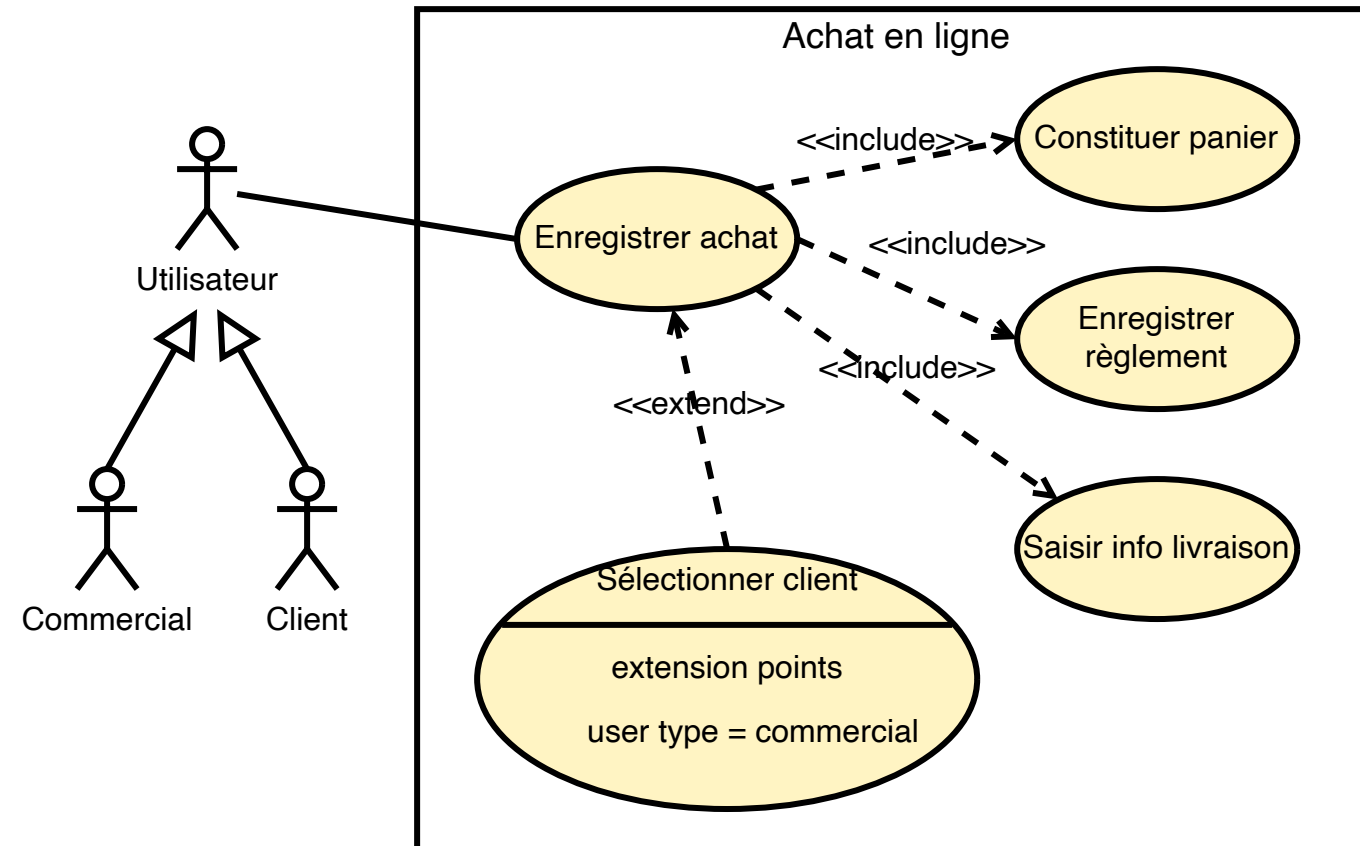 Achat en ligne
<<include>>
Constituer panier
Enregistrer achat
<<include>>
Utilisateur
Enregistrer
règlement
<<include>>
<<extend>>
Saisir info livraison
Sélectionner client
Commercial
Client
extension points
user type = commercial